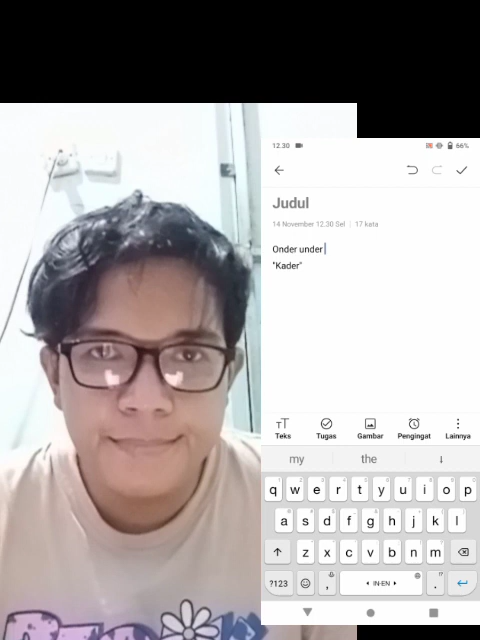 12.30
66%
Judul
14 November 12.30 Sel | 17 kata
Onder under
"Kader"
Teks Tugas Gambar Pengingat Lainnya
my the ↓
q w e r t y u i o p
a s d f g h j k l
z x c v b n m
?123 , IN·EN .